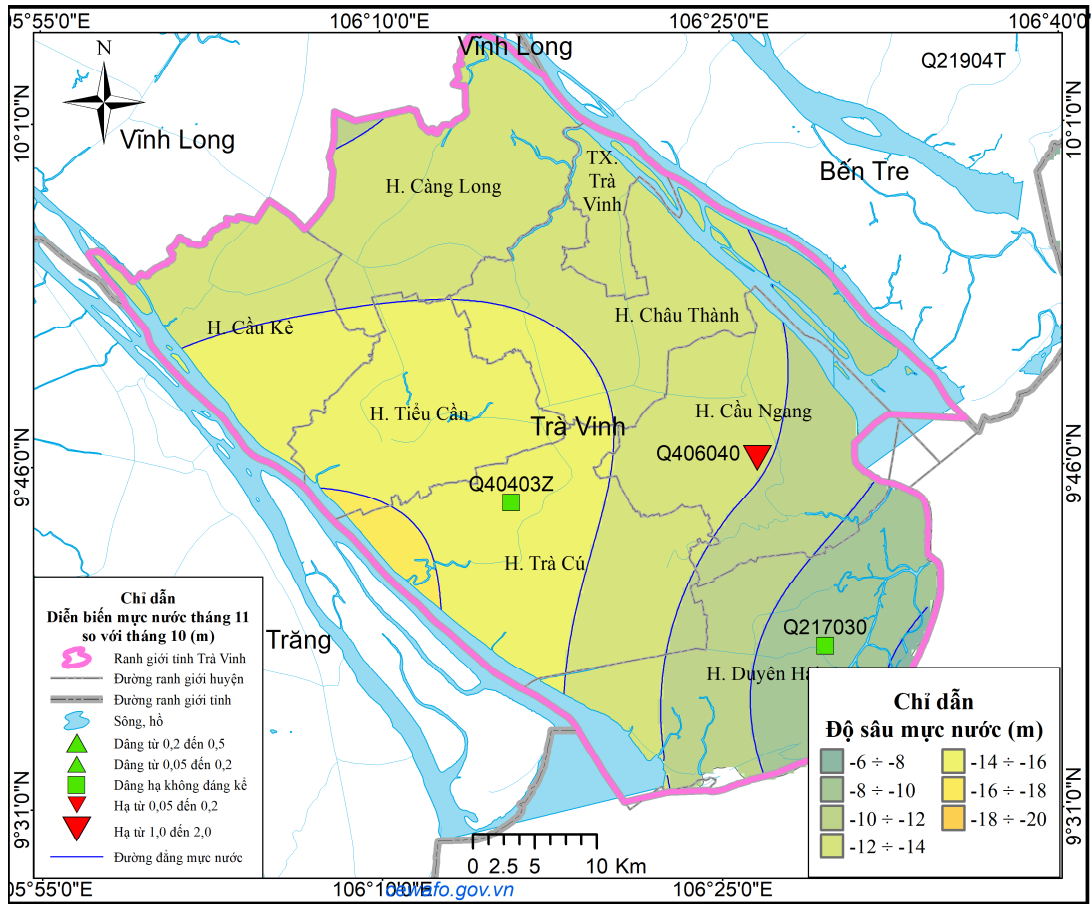 05°55'0"E
106°10'0"E
106°25'0"E
106°40'0"E
Vĩnh Long
N
Q21904T
10°1'0"N
10°1'0"N
Vĩnh Long
TX.
Trà
Vinh
Bến Tre
H. Càng Long
H. Cầu Kè
H. Châu Thành
H. Tiểu Cần
Trà Vinh
H. Cầu Ngang
Q406040
9°46'0"N
9°46'0"N
Q40403Z
H. Trà Cú
Q217030
Trăng
H. Duyên Hả
Chỉ dẫn
Diễn biến mực nước tháng 11
so với tháng 10 (m)
Ranh giới tỉnh Trà Vinh
Đường ranh giới huyện
Đường ranh giới tỉnh
Sông, hồ
Dâng từ 0,2 đến 0,5
Dâng từ 0,05 đến 0,2
Dâng hạ không đáng kể
Hạ từ 0,05 đến 0,2
Hạ từ 1,0 đến 2,0
Đường đẳng mực nước
Chỉ dẫn
Độ sâu mực nước (m)
-6 ÷ -8
-14 ÷ -16
-8 ÷ -10
-16 ÷ -18
-10 ÷ -12
-18 ÷ -20
-12 ÷ -14
9°31'0"N
9°31'0"N
0 2.5 5 10 Km
05°55'0"E
106°10'0"E
106°25'0"E
cewafo.gov.vn